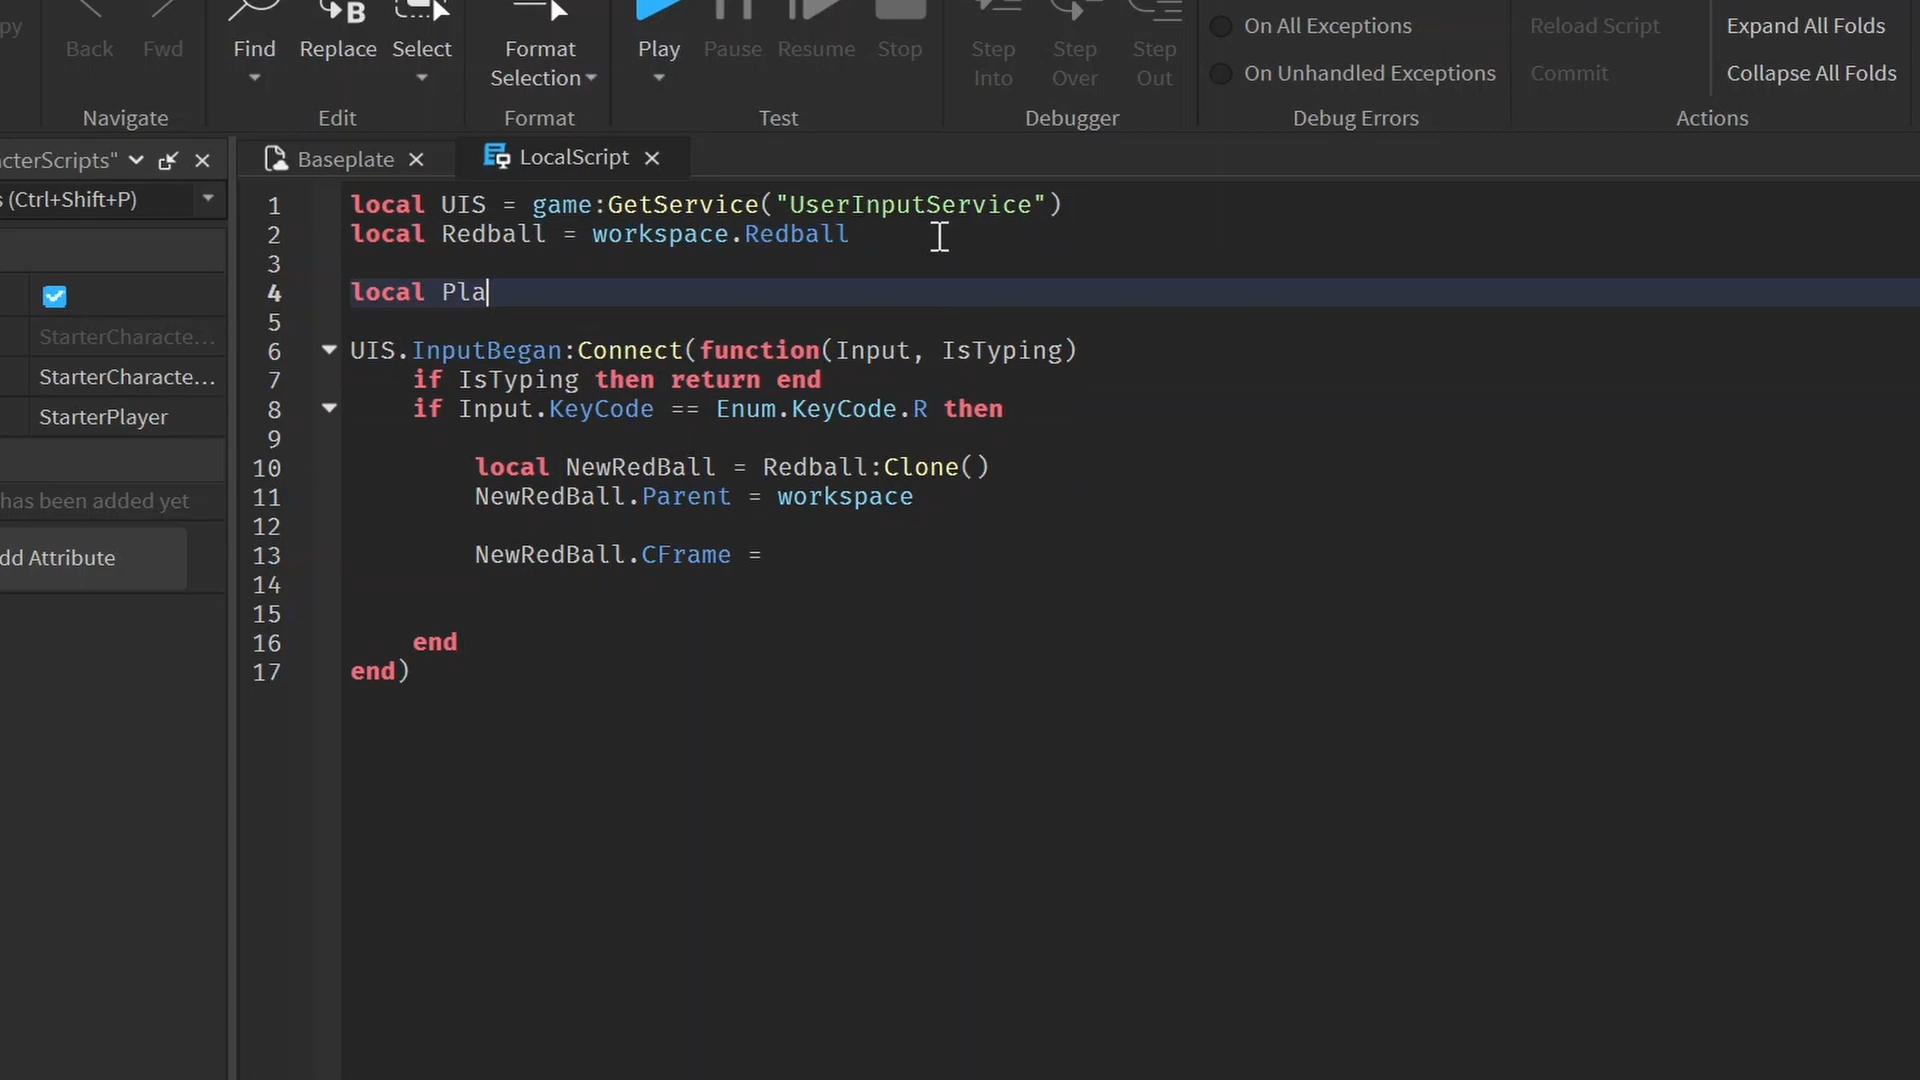 py
Back
Fwd
Find
Replace
Select
Format
Selection
Play
Pause
Resume
Stop
Step
Into
Step
Over
Step
Out
On All Exceptions
On Unhandled Exceptions
Reload Script
Commit
Expand All Folds
Collapse All Folds
Navigate
Edit
Format
Test
Debugger
Debug Errors
Actions
cterScripts"
s (Ctrl+Shift+P)
StarterCharacte...
StarterCharacte...
StarterPlayer
has been added yet
dd Attribute
Baseplate
LocalScript
1 local UIS = game:GetService("UserInputService")
2 local Redball = workspace.Redball
3
4 local Pla
5
6 UIS.InputBegan:Connect(function(Input, IsTyping)
7 if IsTyping then return end
8 if Input.KeyCode == Enum.KeyCode.R then
9
10 local NewRedBall = Redball:Clone()
11 NewRedBall.Parent = workspace
12
13 NewRedBall.CFrame =
14
15
16 end
17 end)